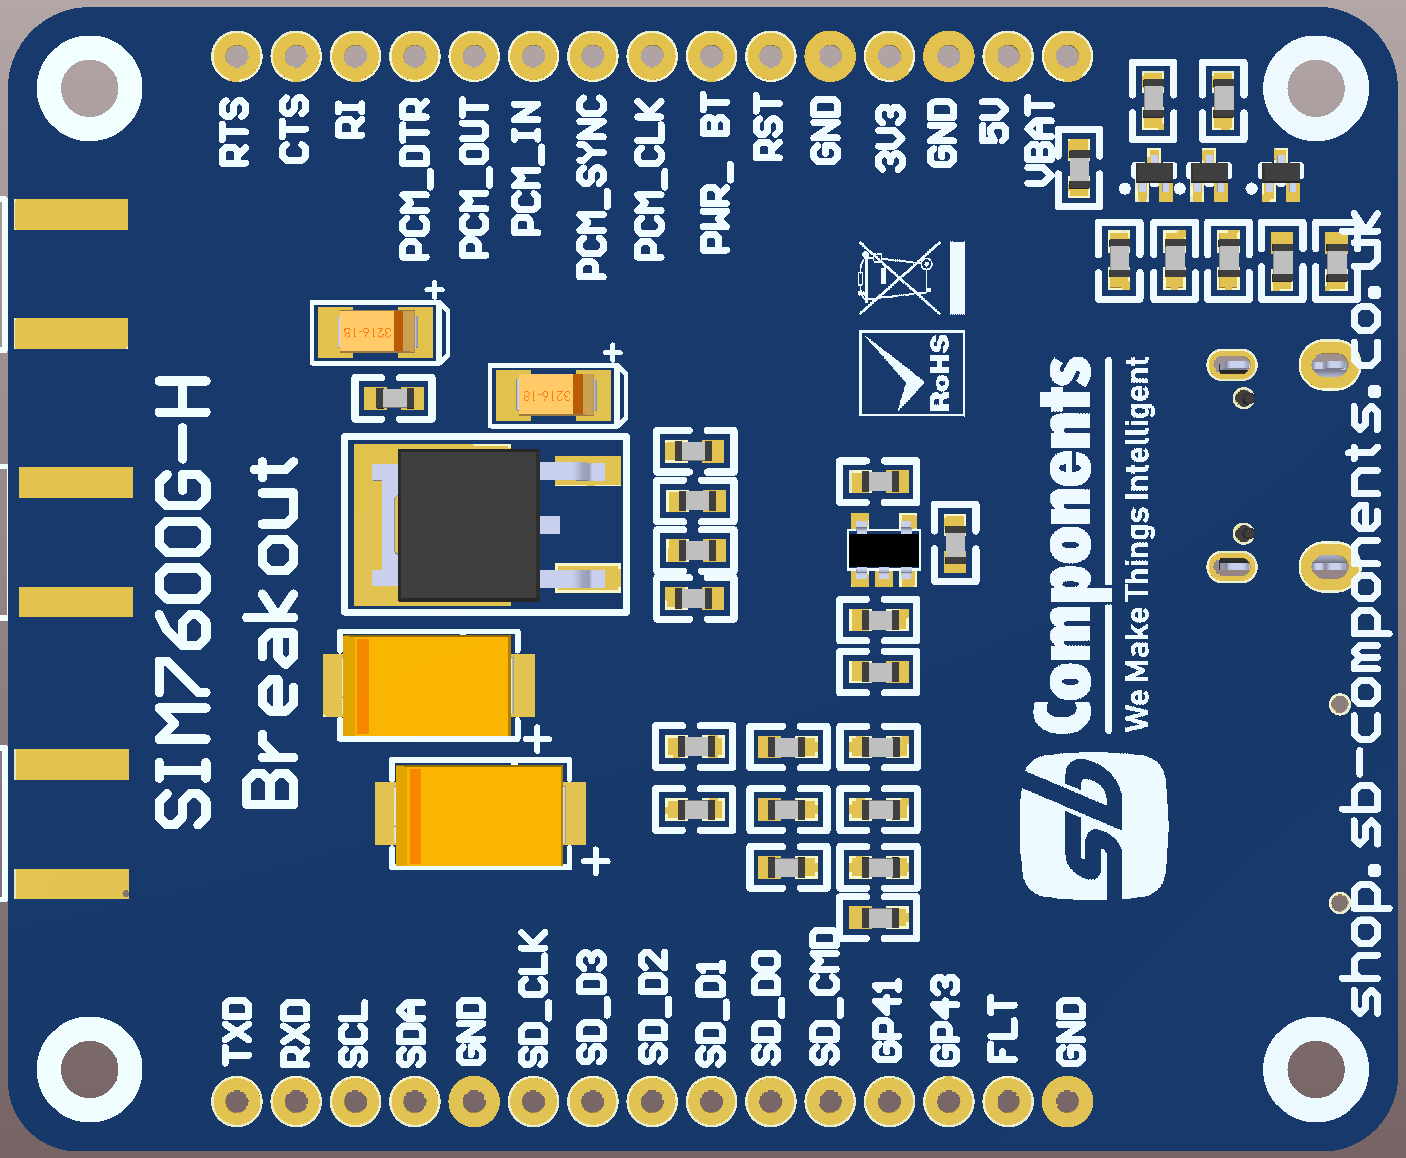 RTS
CTS
RI
PCM_DTR
PCM_OUT
PCM_IN
PCM_SYNC
PCM_CLK
PWR_ BT
RST
GND
3V3
GND
5V
VBAT
3216-18
3216-18
SIM7600G-H
Breakout
RoHS
Components
We Make Things Intelligent
sb
shop.sb-components.co.uk
TXD
RXD
SCL
SDA
GND
SD_CLK
SD_D3
SD_D2
SD_D1
SD_D0
SD_CMD
GP41
GP43
FLT
GND